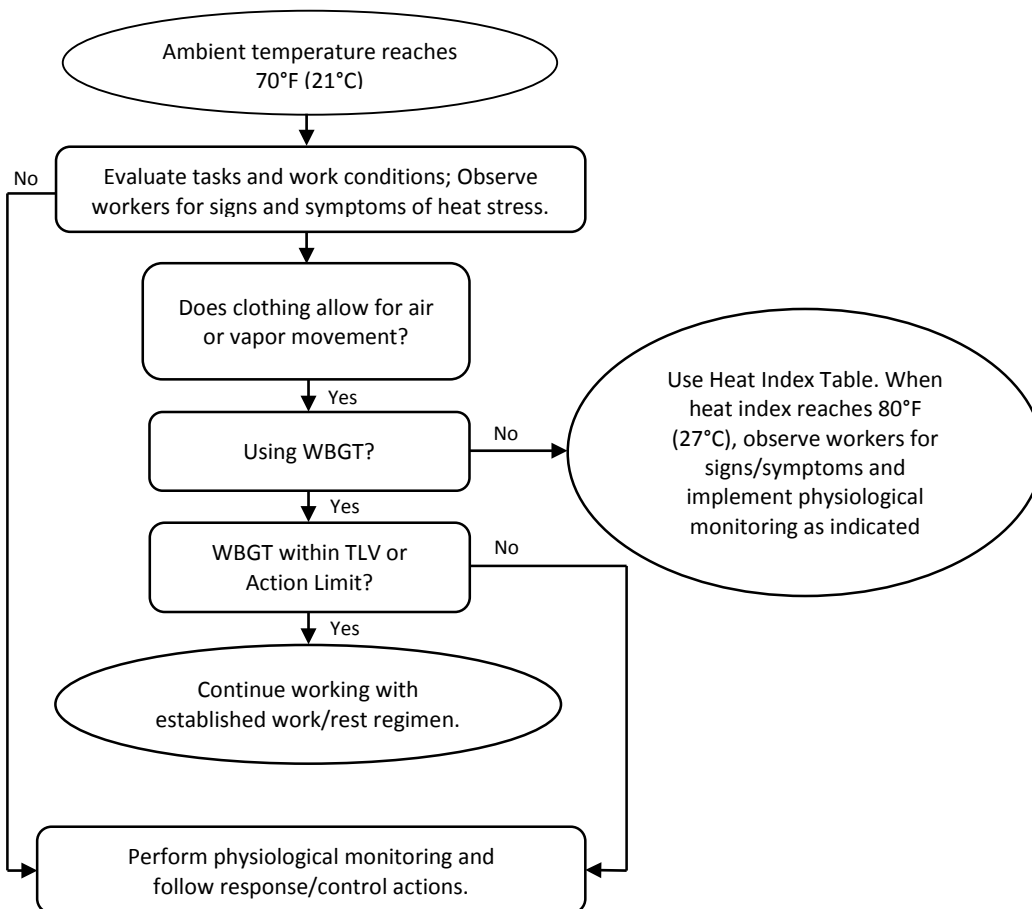 Ambient temperature reaches
70°F (21°C)
No
Evaluate tasks and work conditions; Observe
workers for signs and symptoms of heat stress.
Does clothing allow for air
or vapor movement?
Yes
Using WBGT?
No
Use Heat Index Table. When
heat index reaches 80°F
(27°C), observe workers for
signs/symptoms and
implement physiological
monitoring as indicated
Yes
WBGT within TLV or
Action Limit?
No
Yes
Continue working with
established work/rest regimen.
Perform physiological monitoring and
follow response/control actions.